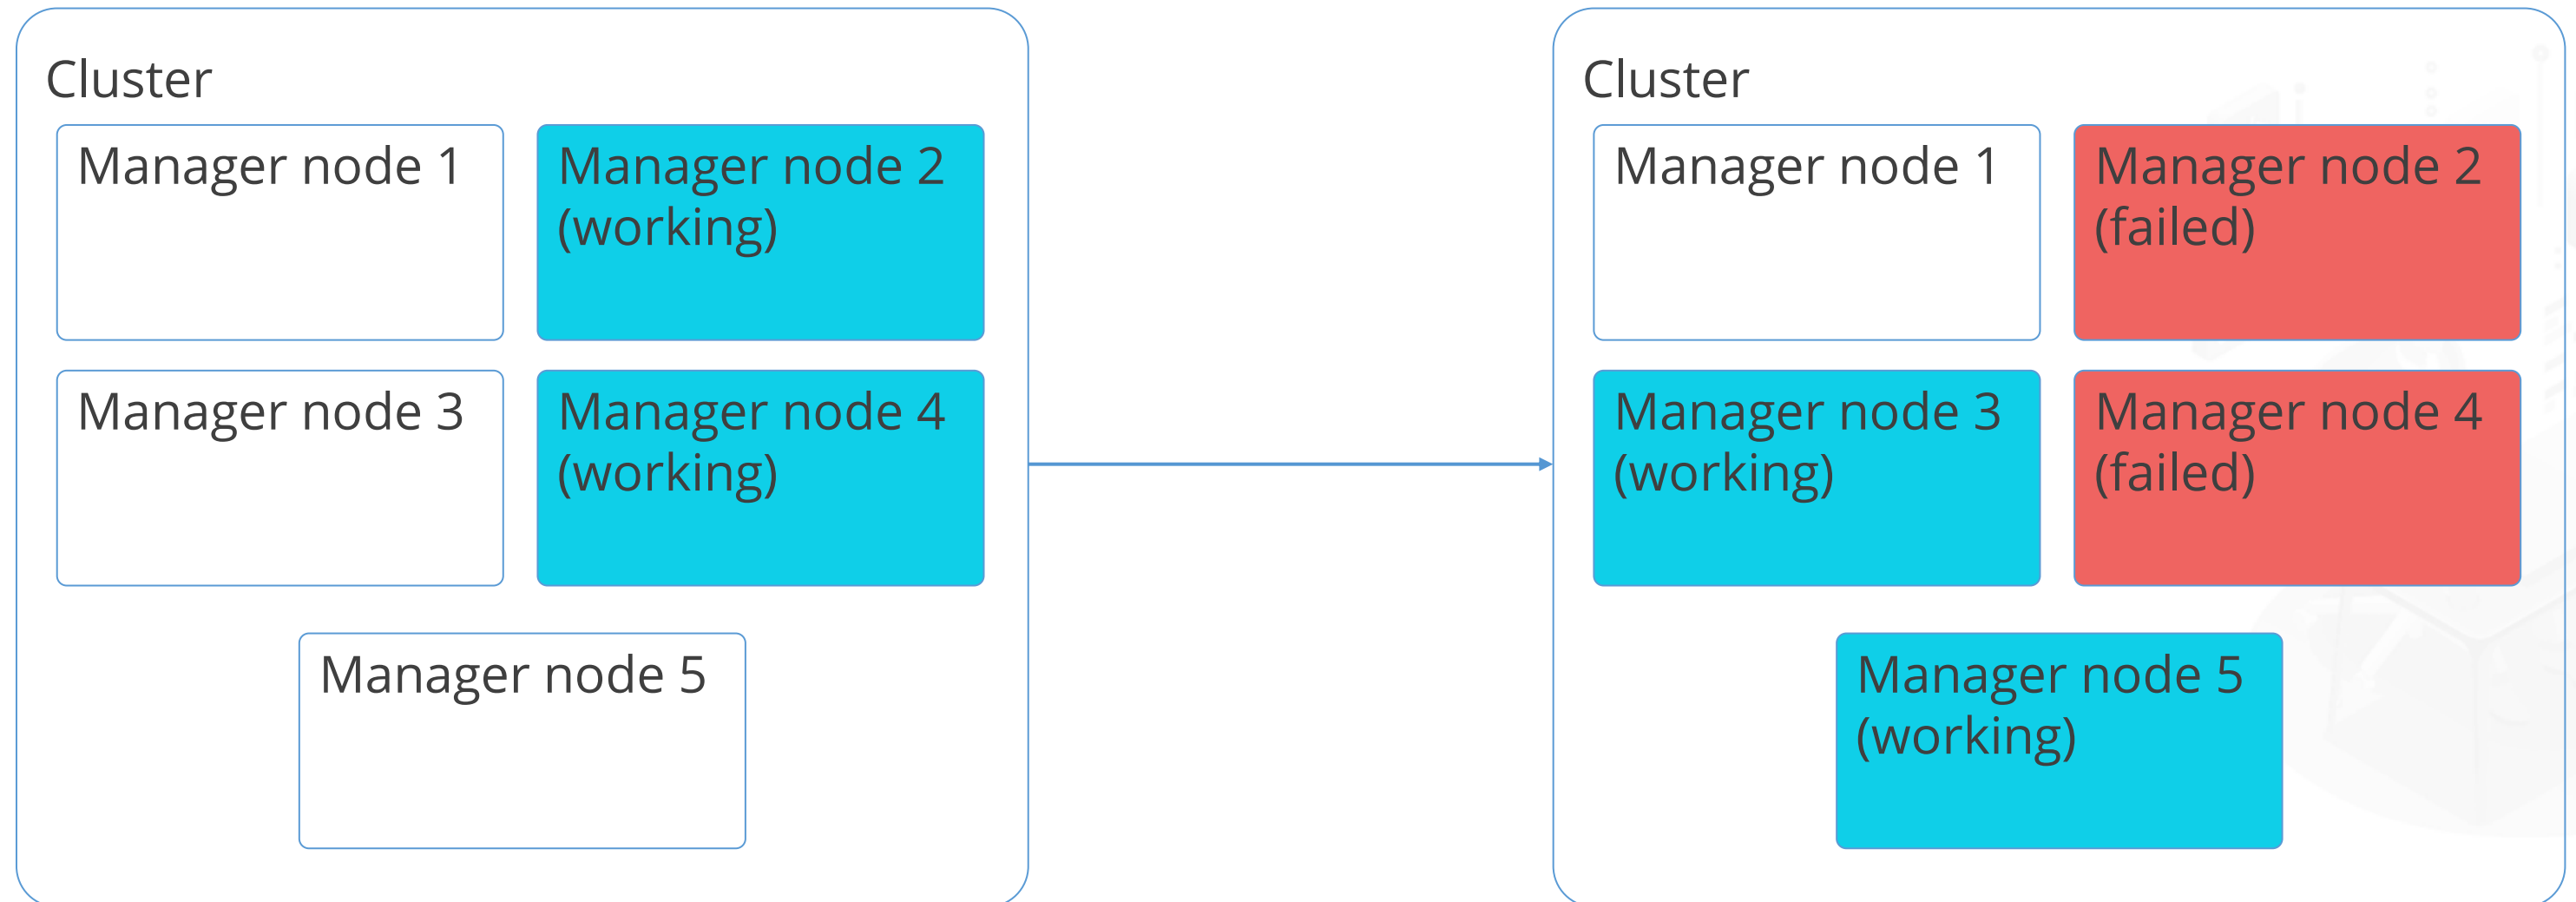 Cluster
Manager node 1
Manager node 2
(working)
Manager node 3
Manager node 4
(working)
Manager node 5
Cluster
Manager node 1
Manager node 2
(failed)
Manager node 3
(working)
Manager node 4
(failed)
Manager node 5
(working)